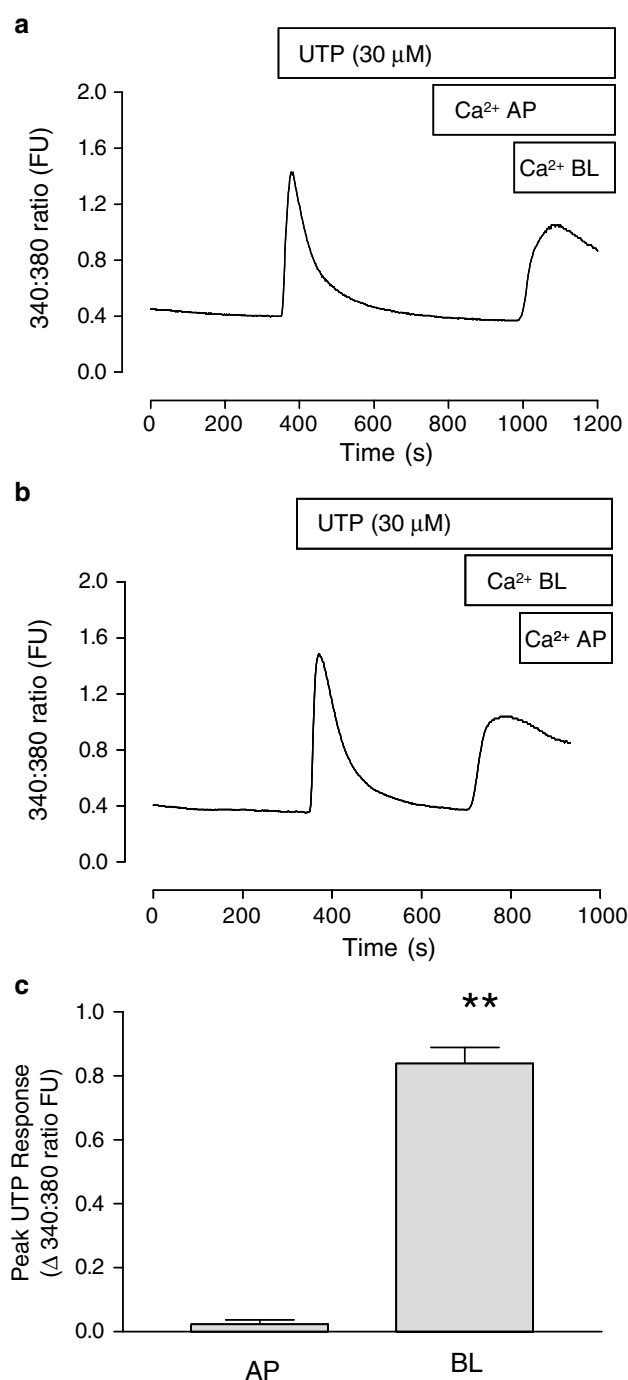 a
UTP (30 μM)
Ca²⁺ AP
Ca²⁺ BL
340:380 ratio (FU)
2.0
1.6
1.2
0.8
0.4
0.0
0 200 400 600 800 1000 1200
Time (s)
b
UTP (30 μM)
Ca²⁺ BL
Ca²⁺ AP
340:380 ratio (FU)
2.0
1.6
1.2
0.8
0.4
0.0
0 200 400 600 800 1000
Time (s)
c
**
Peak UTP Response
(Δ 340:380 ratio FU)
1.0
0.8
0.6
0.4
0.2
0.0
AP BL